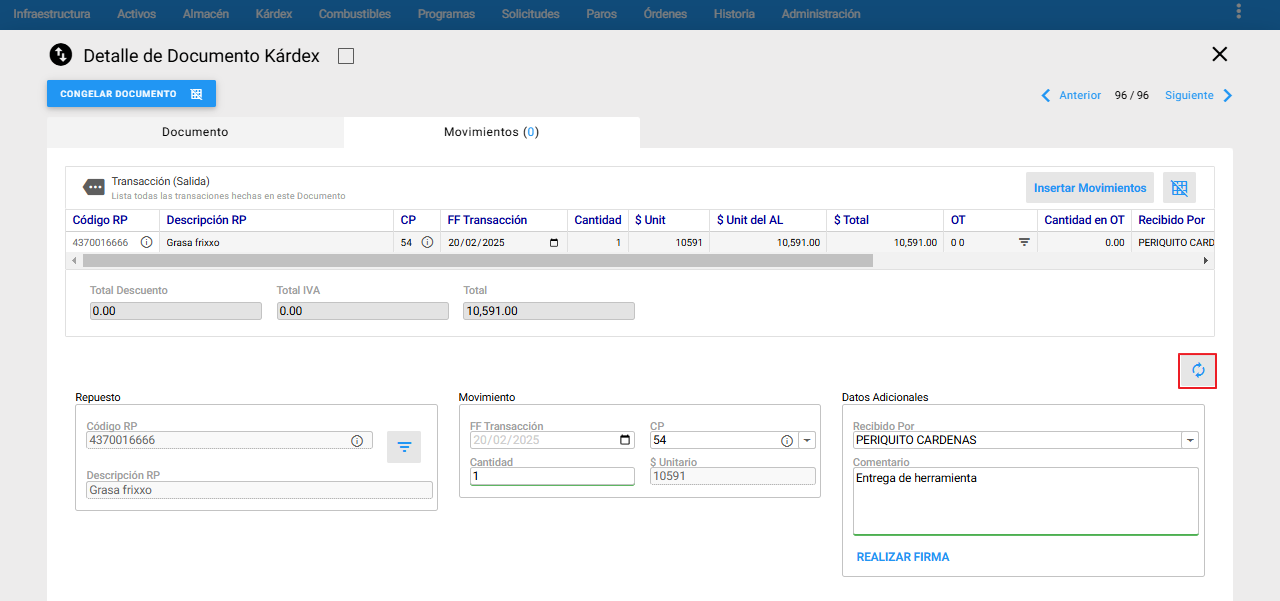 Infraestructura Activos Almacén Kárdex Combustibles Programas Solicitudes Paros Órdenes Historia Administración
Detalle de Documento Kárdex
CONGELAR DOCUMENTO
Anterior 96 / 96 Siguiente
Documento Movimientos (0)
Transacción (Salida)
Lista todas las transaciones hechas en este Documento
Insertar Movimientos
Código RP Descripción RP CP FF Transacción Cantidad $ Unit $ Unit del AL $ Total OT Cantidad en OT Recibido Por
4370016666 Grasa frixxo 54 20/02/2025 1 10591 10,591.00 10,591.00 0 0 0.00 PERIQUITO CARD
Total Descuento Total IVA Total
0.00 0.00 10,591.00
Repuesto
Código RP
4370016666
Descripción RP
Grasa frixxo
Movimiento
FF Transacción CP
20/02/2025 54
Cantidad $ Unitario
1 10591
Datos Adicionales
Recibido Por
PERIQUITO CARDENAS
Comentario
Entrega de herramienta
REALIZAR FIRMA